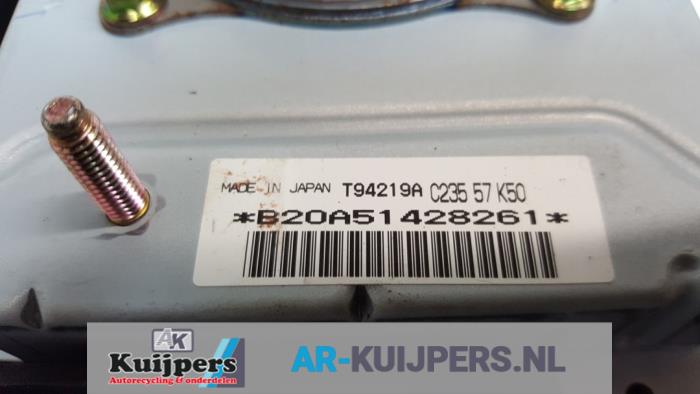 MADE IN JAPAN T94219A C235 57 K50
*B20A51428261*
AK
Kuijpers
Autorecycling & onderdelen
AR-KUIJPERS.NL